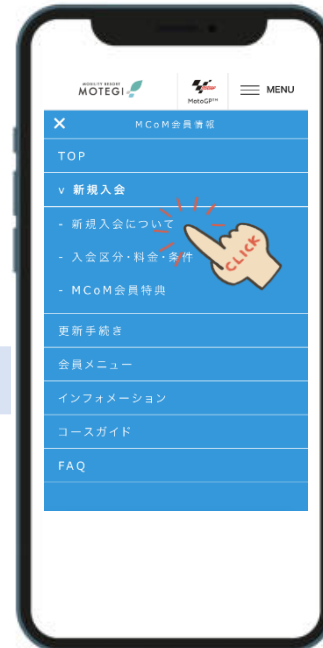 MOBILITY RESORT
MOTEGI
MotoGP™
MENU
× MCoM会員情報
TOP
v 新規入会
- 新規入会について
- 入会区分・料金・条件
- MCoM会員特典
更新手続き
会員メニュー
インフォメーション
コースガイド
FAQ
CLICK